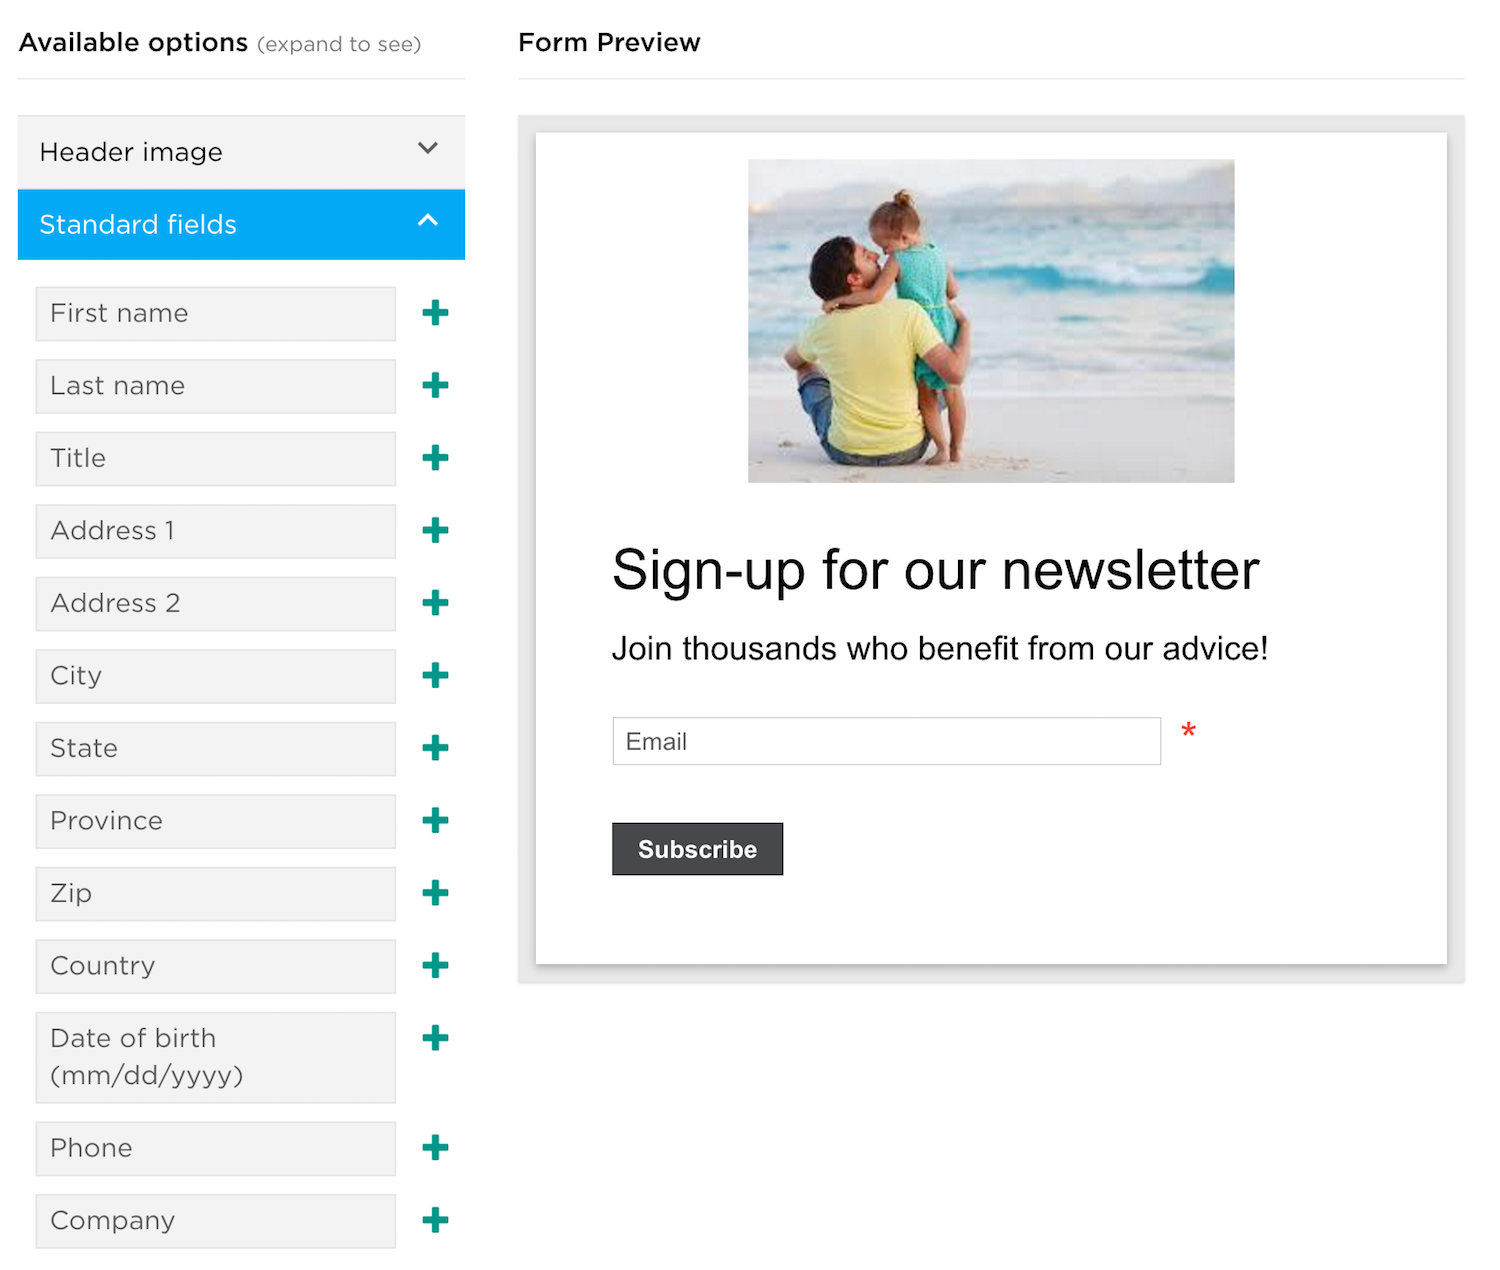 Available options (expand to see)
Header image
Standard fields
First name
Last name
Title
Address 1
Address 2
City
State
Province
Zip
Country
Date of birth
(mm/dd/yyyy)
Phone
Company
Form Preview
Sign-up for our newsletter
Join thousands who benefit from our advice!
Email *
Subscribe